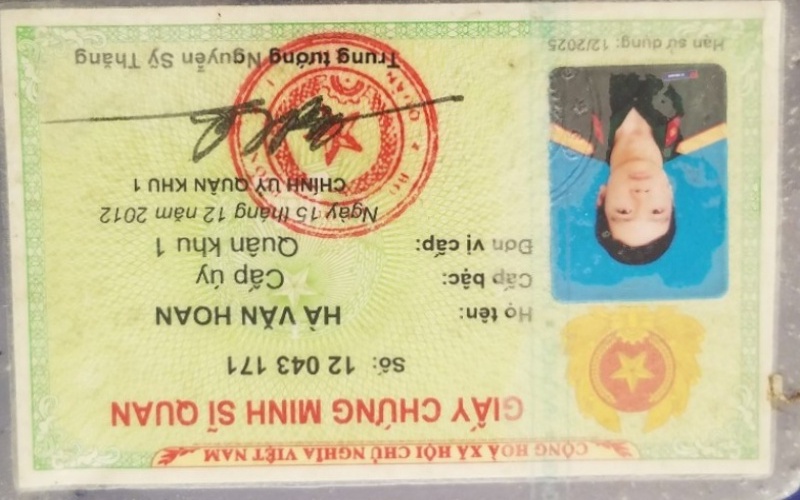 CỘNG HOÀ XÃ HỘI CHỦ NGHĨA VIỆT NAM
GIẤY CHỨNG MINH SĨ QUAN
Số: 12 043 171
Họ tên: HÀ VĂN HOAN
Cấp bậc: Cấp úy
Đơn vị cấp: Quân khu 1
Ngày 15 tháng 12 năm 2012
CHÍNH UỶ QUÂN KHU 1
Trung tướng Nguyễn Sỹ Thăng
Hạn sử dụng: 12/2025